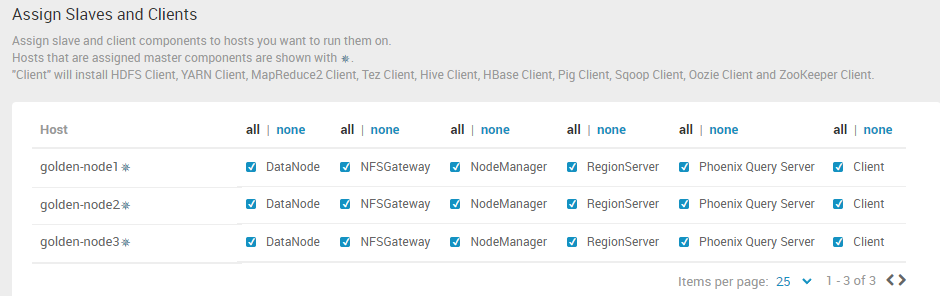 Assign Slaves and Clients
Assign slave and client components to hosts you want to run them on.
Hosts that are assigned master components are shown with ✵.
"Client" will install HDFS Client, YARN Client, MapReduce2 Client, Tez Client, Hive Client, HBase Client, Pig Client, Sqoop Client, Oozie Client and ZooKeeper Client.
Host all | none all | none all | none all | none all | none all | none
golden-node1✵ DataNode NFSGateway NodeManager RegionServer Phoenix Query Server Client
golden-node2✵ DataNode NFSGateway NodeManager RegionServer Phoenix Query Server Client
golden-node3✵ DataNode NFSGateway NodeManager RegionServer Phoenix Query Server Client
Items per page: 25 1 - 3 of 3